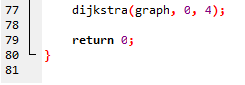 77 dijkstra(graph, 0, 4);
78
79 return 0;
80 }
81